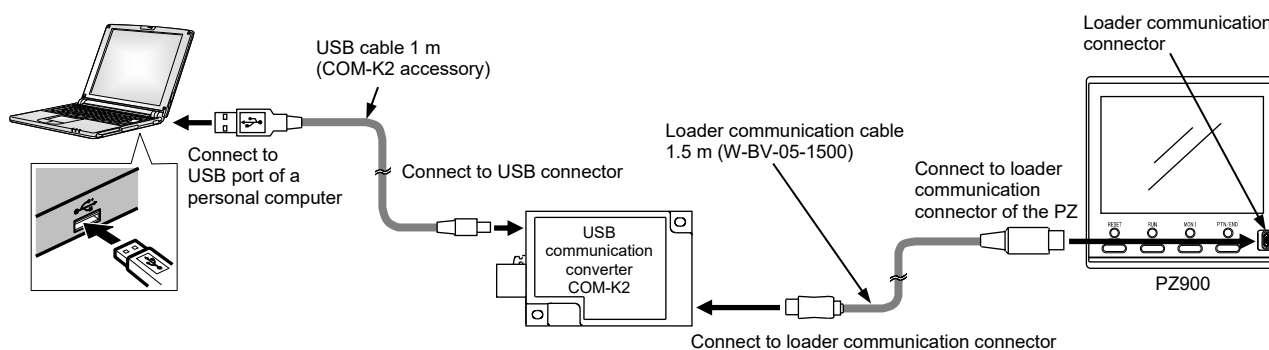 Loader communication
connector
USB cable 1 m
(COM-K2 accessory)
Loader communication cable
1.5 m (W-BV-05-1500)
Connect to
USB port of a
personal computer
Connect to USB connector
Connect to loader
communication
connector of the PZ
USB
communication
converter
COM-K2
RESET
RUN
MONI
PTN/END
PZ900
Connect to loader communication connector